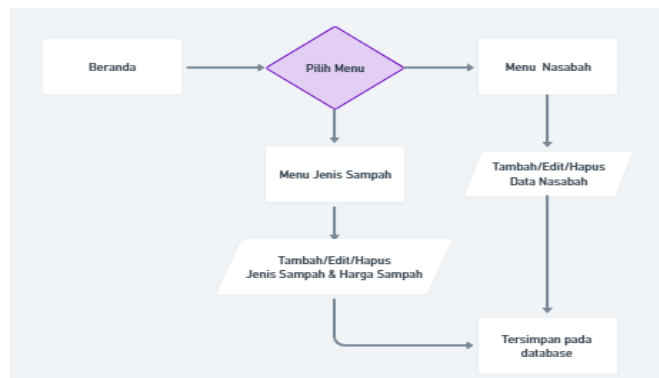 Beranda
Pilih Menu
Menu Nasabah
Menu Jenis Sampah
Tambah/Edit/Hapus
Data Nasabah
Tambah/Edit/Hapus
Jenis Sampah & Harga Sampah
Tersimpan pada
database